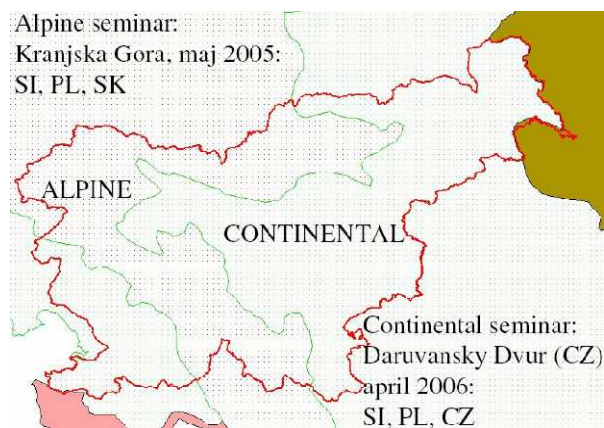 Alpine seminar:
Kranjska Gora, maj 2005:
SI, PL, SK
ALPINE
CONTINENTAL
Continental seminar:
Daruvansky Dvur (CZ)
april 2006:
SI, PL, CZ